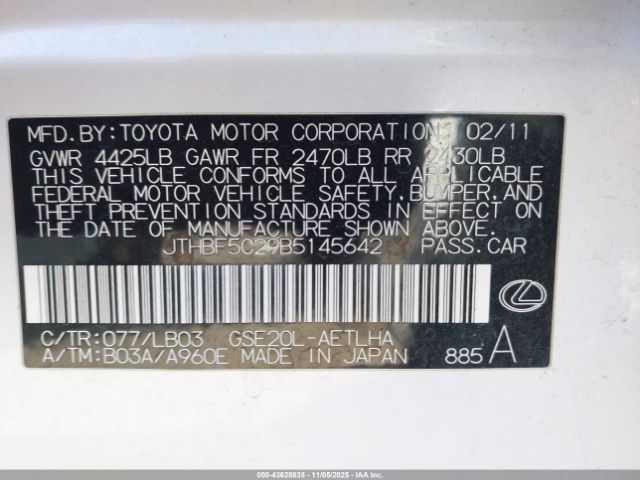 MFD.BY:TOYOTA MOTOR CORPORATION 02/11
GVWR 4425LB GAWR FR 2470LB RR 2430LB
THIS VEHICLE CONFORMS TO ALL APPLICABLE
FEDERAL MOTOR VEHICLE SAFETY, BUMPER, AND
THEFT PREVENTION STANDARDS IN EFFECT ON
THE DATE OF MANUFACTURE SHOWN ABOVE.
JTHBF5C29B5145642 PASS.CAR
C/TR:077/LB03 GSE20L-AETLHA
A/TM:B03A/A960E MADE IN JAPAN 885 A
000-43628838 - 11/05/2025 - IAAI.COM